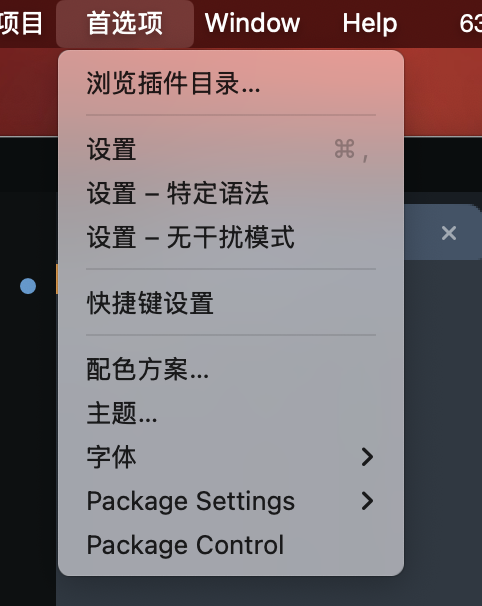 项目 首选项 Window Help 63
浏览插件目录...
设置 ⌘ ,
设置 – 特定语法
设置 – 无干扰模式
快捷键设置
配色方案...
主题...
字体
Package Settings
Package Control